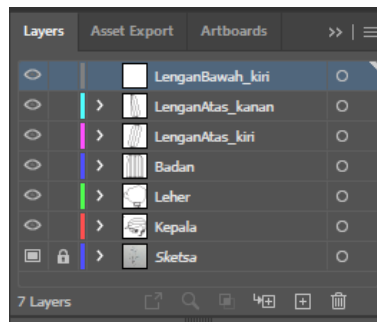 Layers Asset Export Artboards >>
LenganBawah_kiri
LenganAtas_kanan
LenganAtas_kiri
Badan
Leher
Kepala
Sketsa
7 Layers